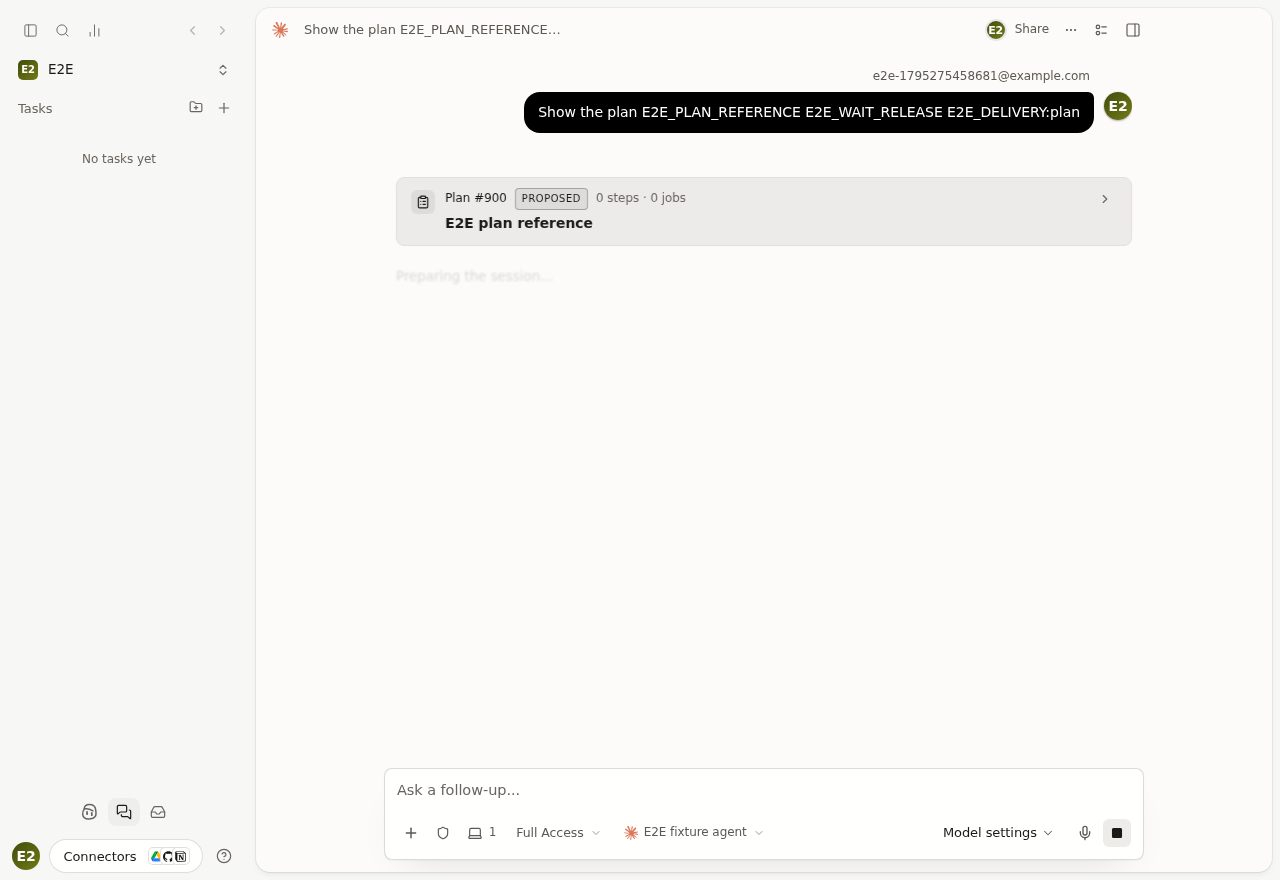 Show the plan E2E_PLAN_REFERENCE…
E2 Share
E2 E2E
Tasks
No tasks yet
e2e-1795275458681@example.com
Show the plan E2E_PLAN_REFERENCE E2E_WAIT_RELEASE E2E_DELIVERY:plan
E2
Plan #900 PROPOSED 0 steps · 0 jobs
E2E plan reference
Preparing the session...
Ask a follow-up...
1 Full Access E2E fixture agent Model settings
E2 Connectors